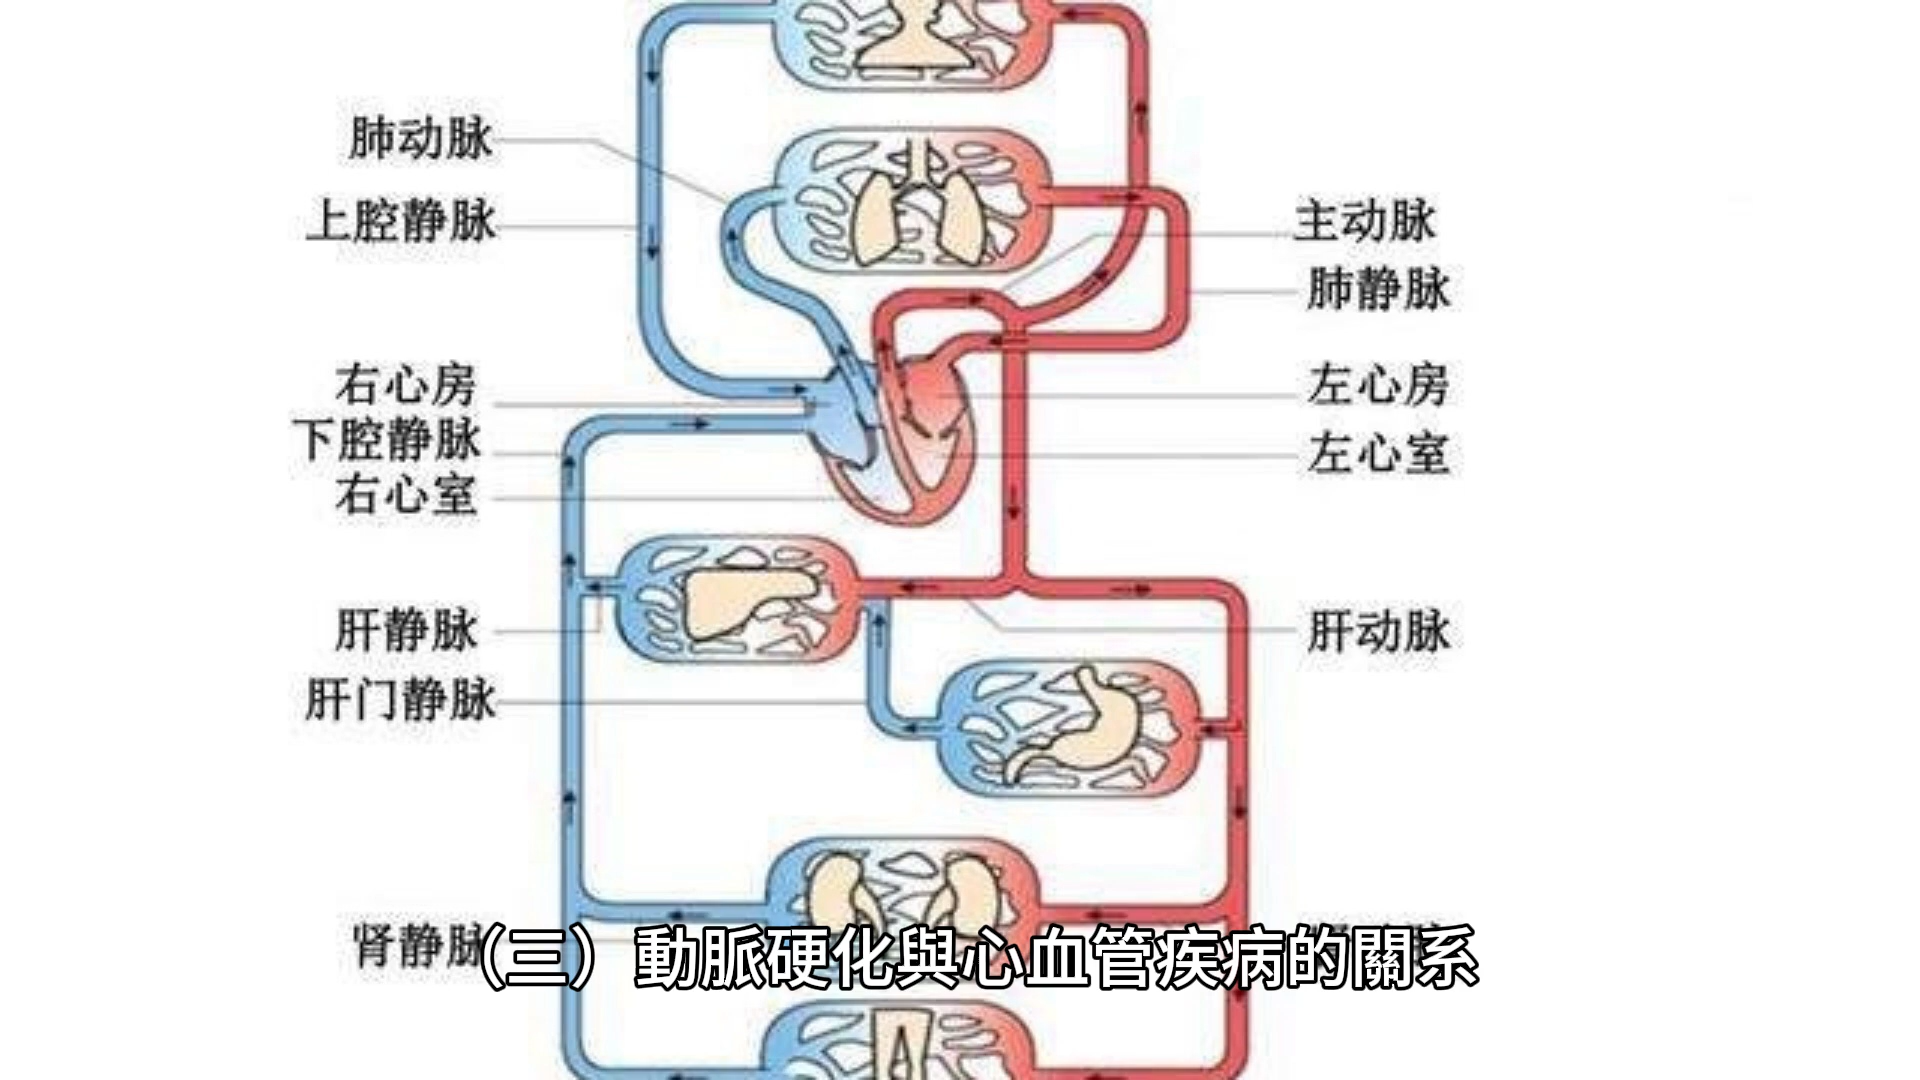 肺动脉
上腔静脉
主动脉
肺静脉
右心房
下腔静脉
右心室
左心房
左心室
肝静脉
肝门静脉
肝动脉
肾静脉
（三）動脈硬化與心血管疾病的關系